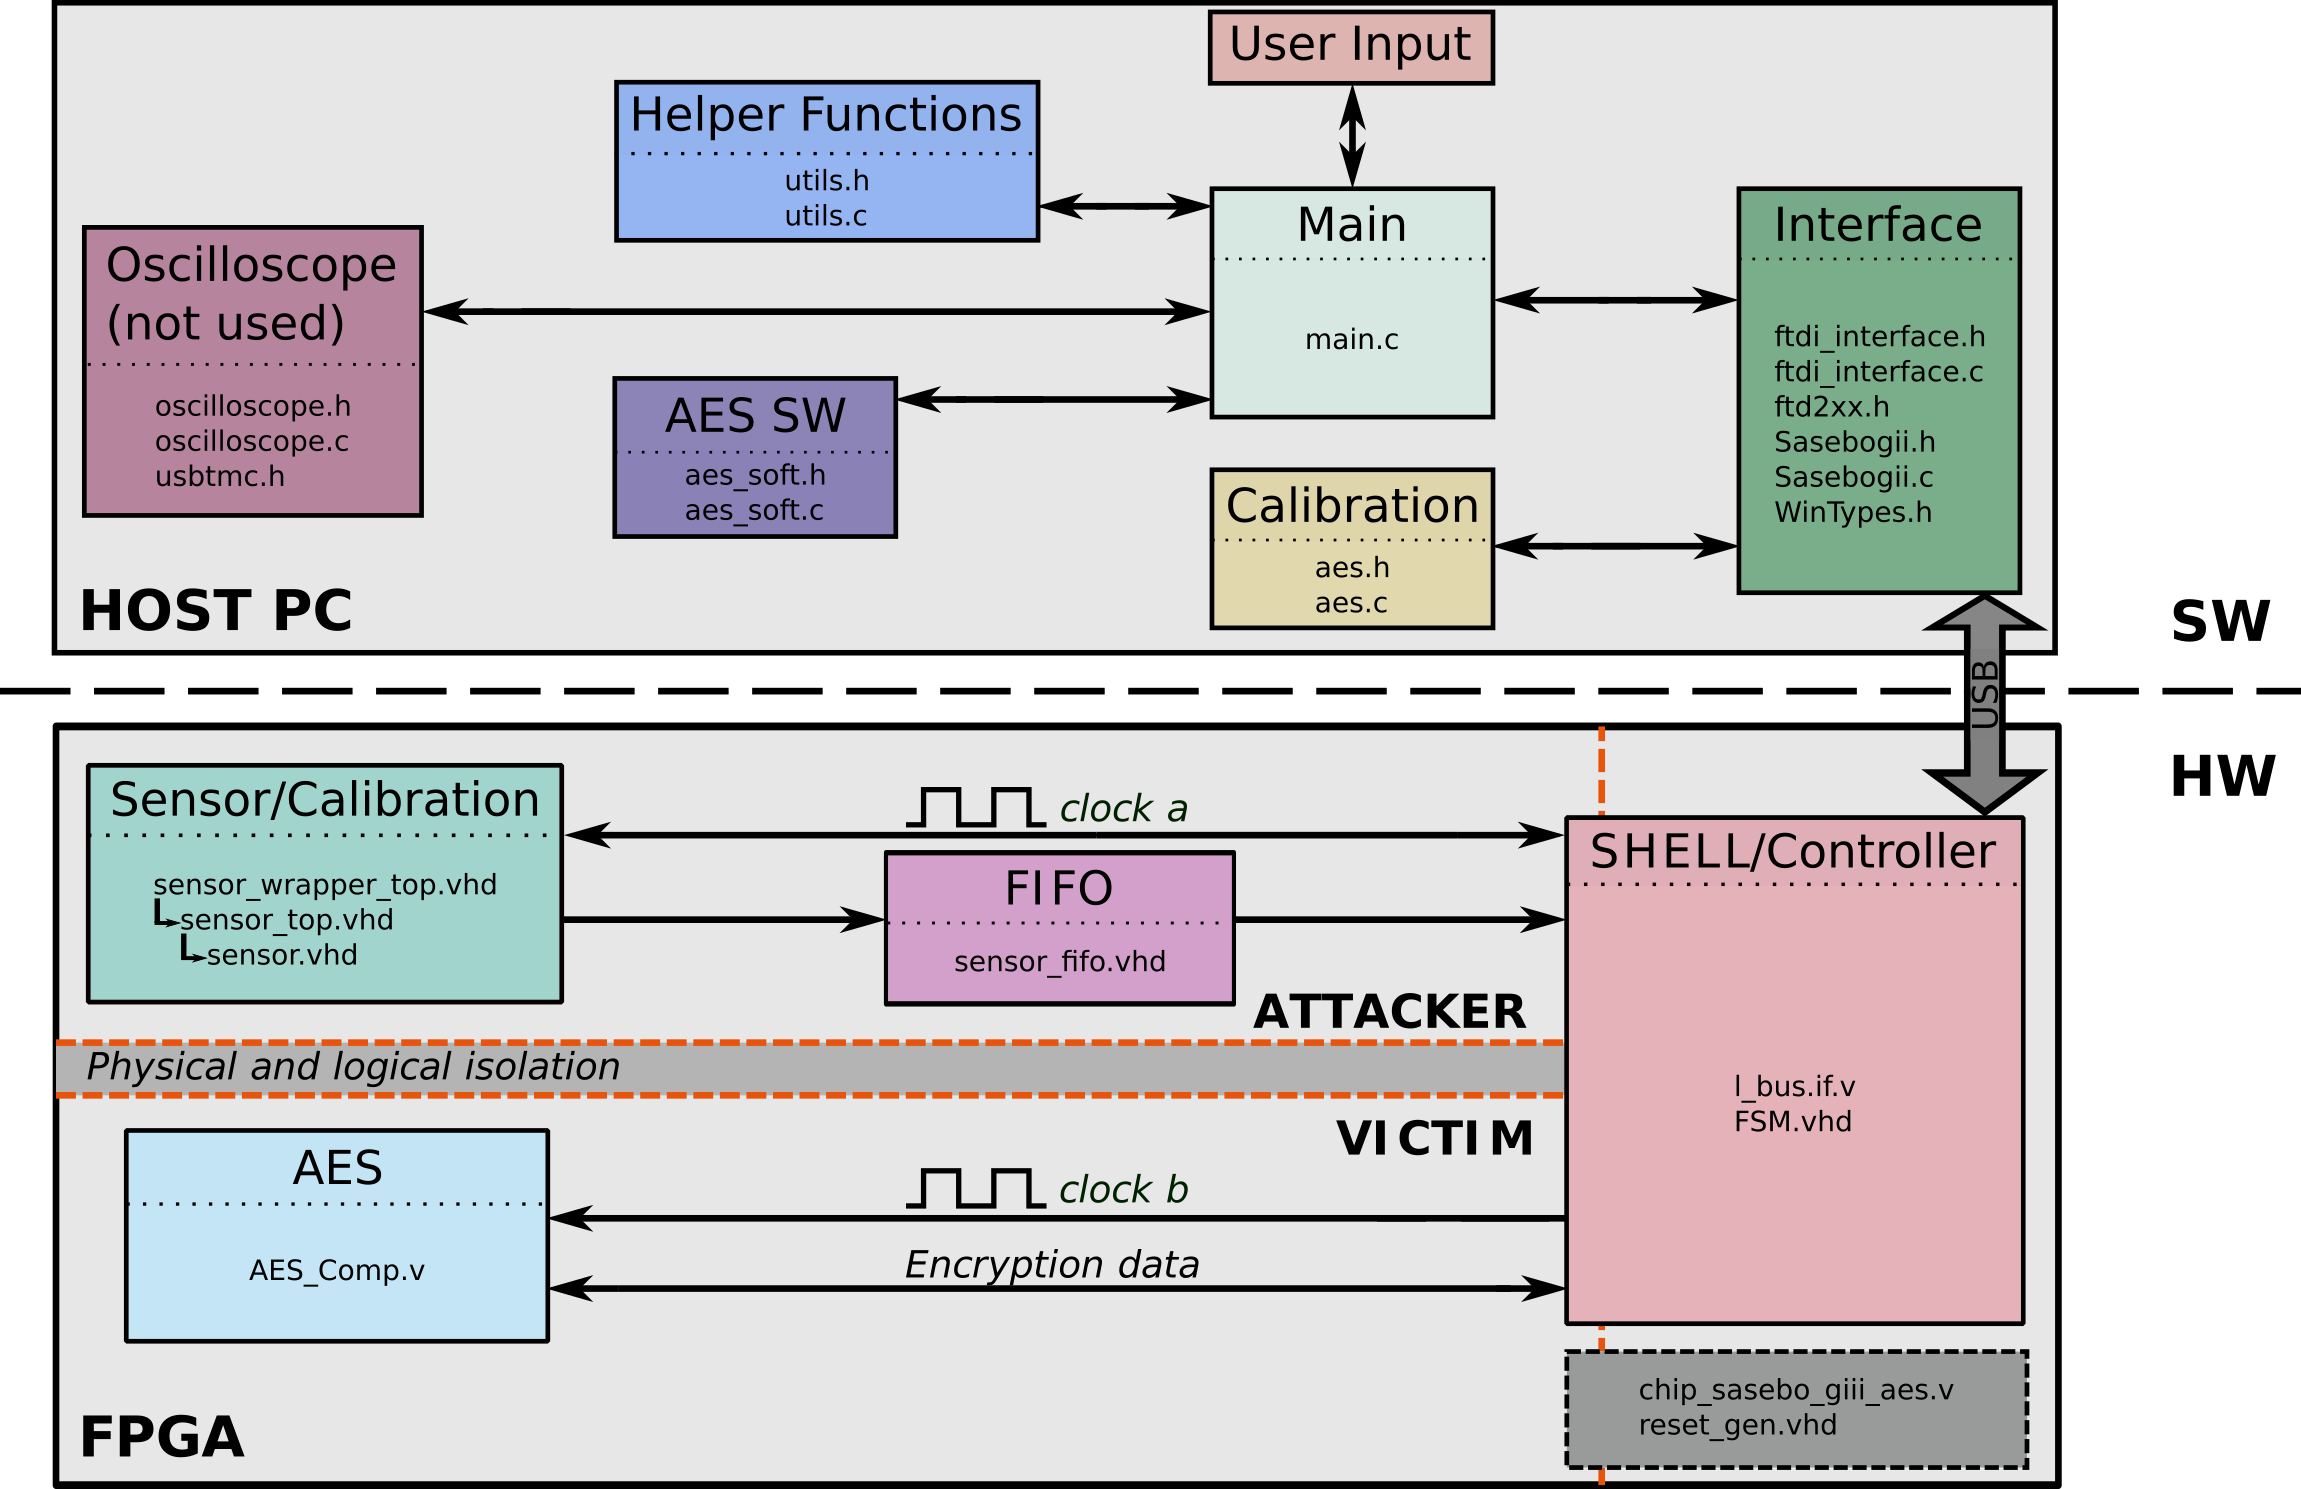 User Input
Helper Functions
utils.h
utils.c
Main
main.c
Interface
ftdi_interface.h
ftdi_interface.c
ftd2xx.h
Sasebogii.h
Sasebogii.c
WinTypes.h
Oscilloscope
(not used)
oscilloscope.h
oscilloscope.c
usbtmc.h
AES SW
aes_soft.h
aes_soft.c
Calibration
aes.h
aes.c
HOST PC
SW
USB
HW
Sensor/Calibration
sensor_wrapper_top.vhd
sensor_top.vhd
sensor.vhd
clock a
FIFO
sensor_fifo.vhd
SHELL/Controller
l_bus.if.v
FSM.vhd
ATTACKER
Physical and logical isolation
VICTIM
AES
AES_Comp.v
clock b
Encryption data
chip_sasebo_giii_aes.v
reset_gen.vhd
FPGA